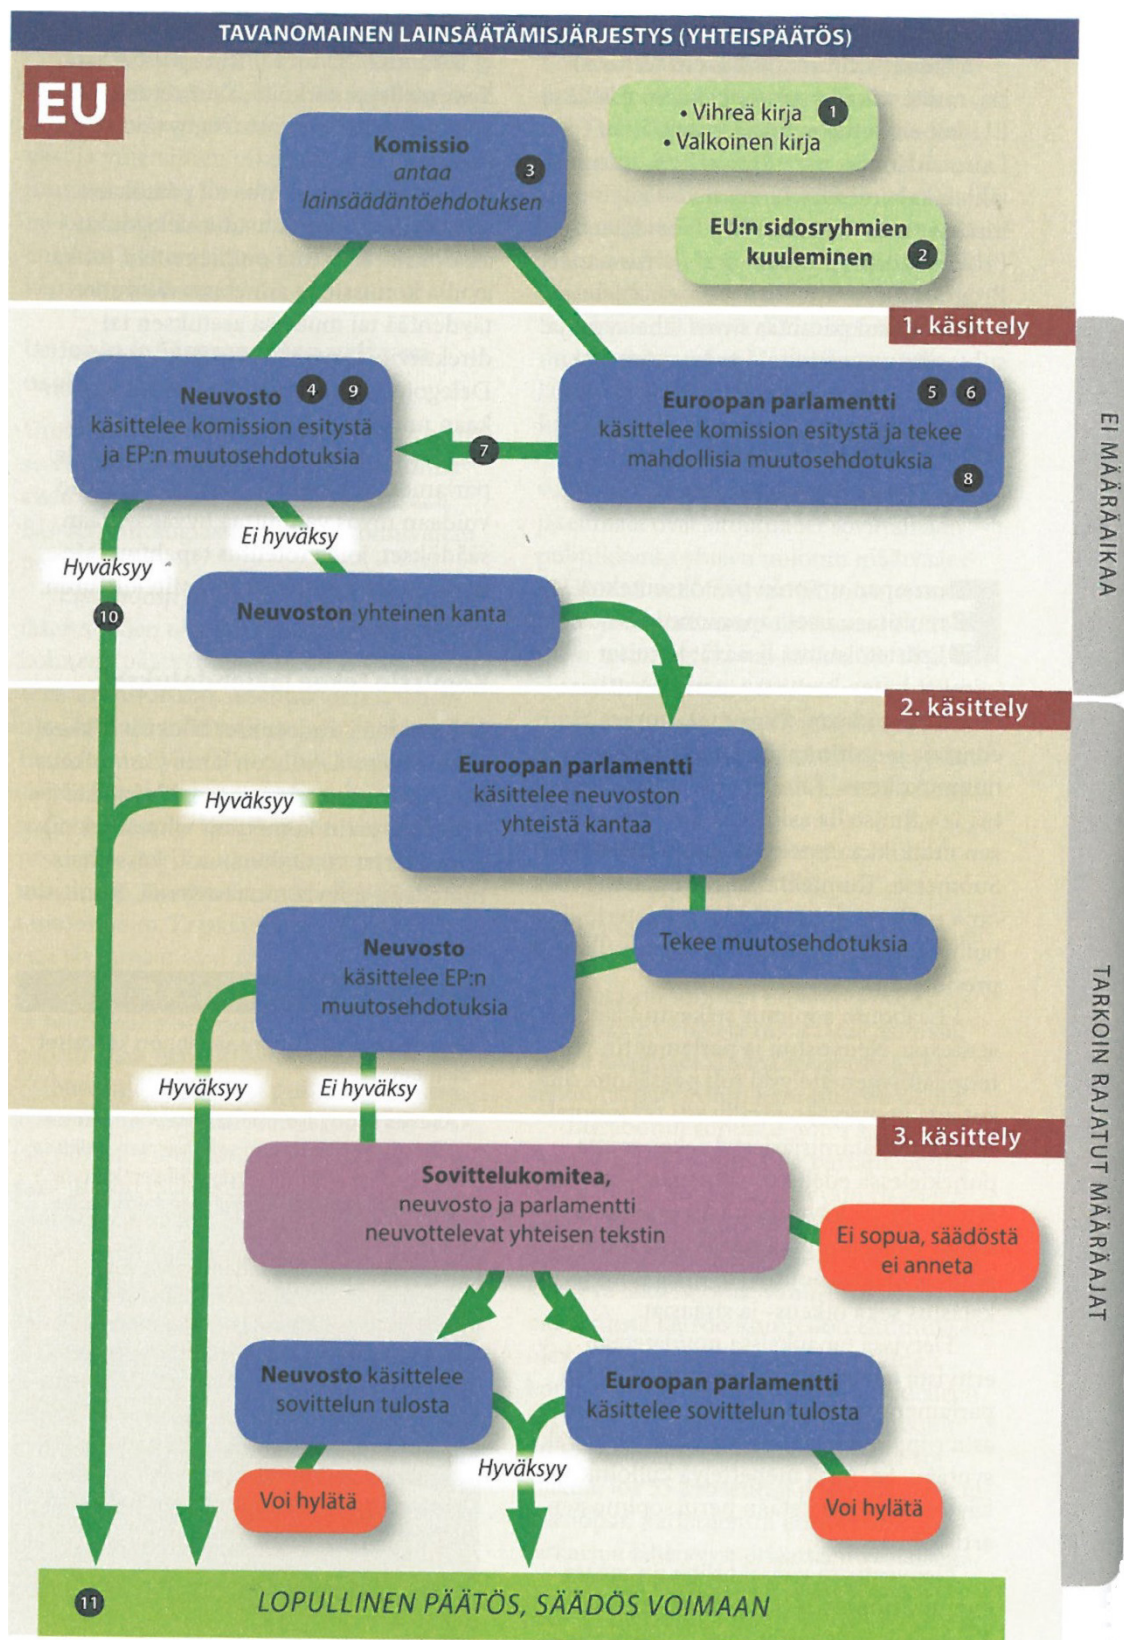 TAVANOMAINEN LAINSÄÄTÄMISJÄRJESTYS (YHTEISPÄÄTÖS)
EU
• Vihreä kirja 1
• Valkoinen kirja
Komissio
antaa 3
lainsäädäntöehdotuksen
EU:n sidosryhmien
kuuleminen 2
1. käsittely
Neuvosto 4 9
käsittelee komission esitystä
ja EP:n muutosehdotuksia
7
Euroopan parlamentti 5 6
käsittelee komission esitystä ja tekee
mahdollisia muutosehdotuksia
8
EI MÄÄRÄAIKAA
Ei hyväksy
Hyväksyy
10
Neuvoston yhteinen kanta
2. käsittely
Euroopan parlamentti
käsittelee neuvoston
yhteistä kantaa
Hyväksyy
Tekee muutosehdotuksia
Neuvosto
käsittelee EP:n
muutosehdotuksia
Hyväksyy
Ei hyväksy
TARKOIN RAJATUT MÄÄRÄAJAT
3. käsittely
Sovittelukomitea,
neuvosto ja parlamentti
neuvottelevat yhteisen tekstin
Ei sopua, säädöstä
ei anneta
Neuvosto käsittelee
sovittelun tulosta
Euroopan parlamentti
käsittelee sovittelun tulosta
Hyväksyy
Voi hylätä
Voi hylätä
11 LOPULLINEN PÄÄTÖS, SÄÄDÖS VOIMAAN